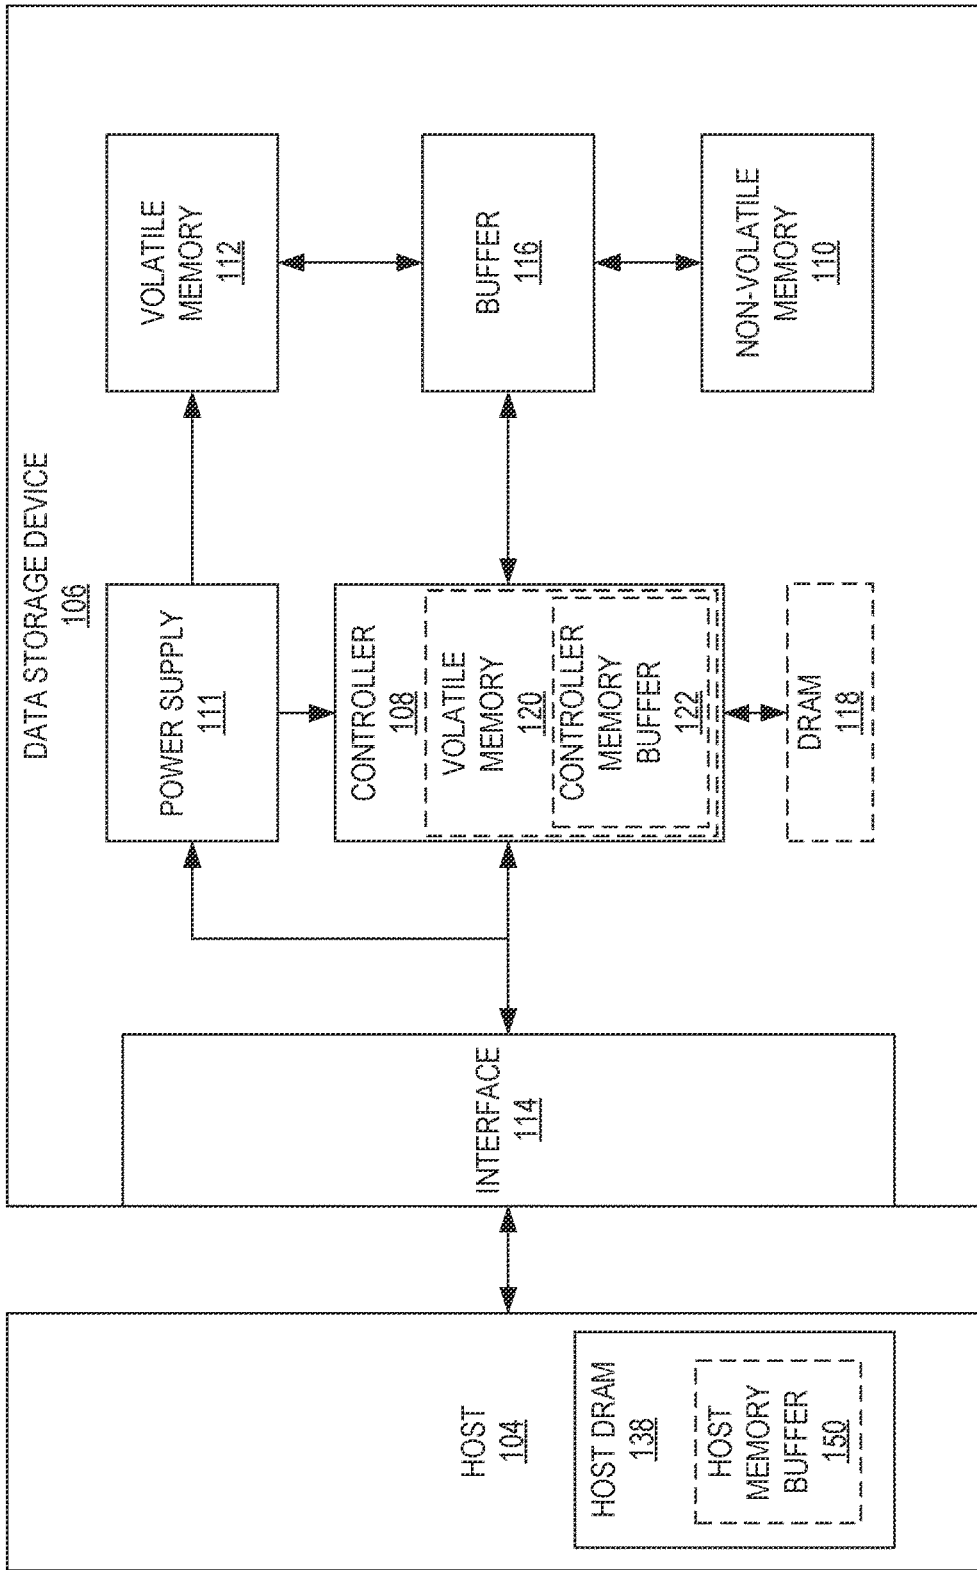 DATA STORAGE DEVICE
106
HOST
104
HOST DRAM
138
HOST
MEMORY
BUFFER
150
INTERFACE
114
POWER SUPPLY
111
CONTROLLER
108
VOLATILE
MEMORY
120
CONTROLLER
MEMORY
BUFFER
122
DRAM
118
VOLATILE
MEMORY
112
BUFFER
116
NON-VOLATILE
MEMORY
110